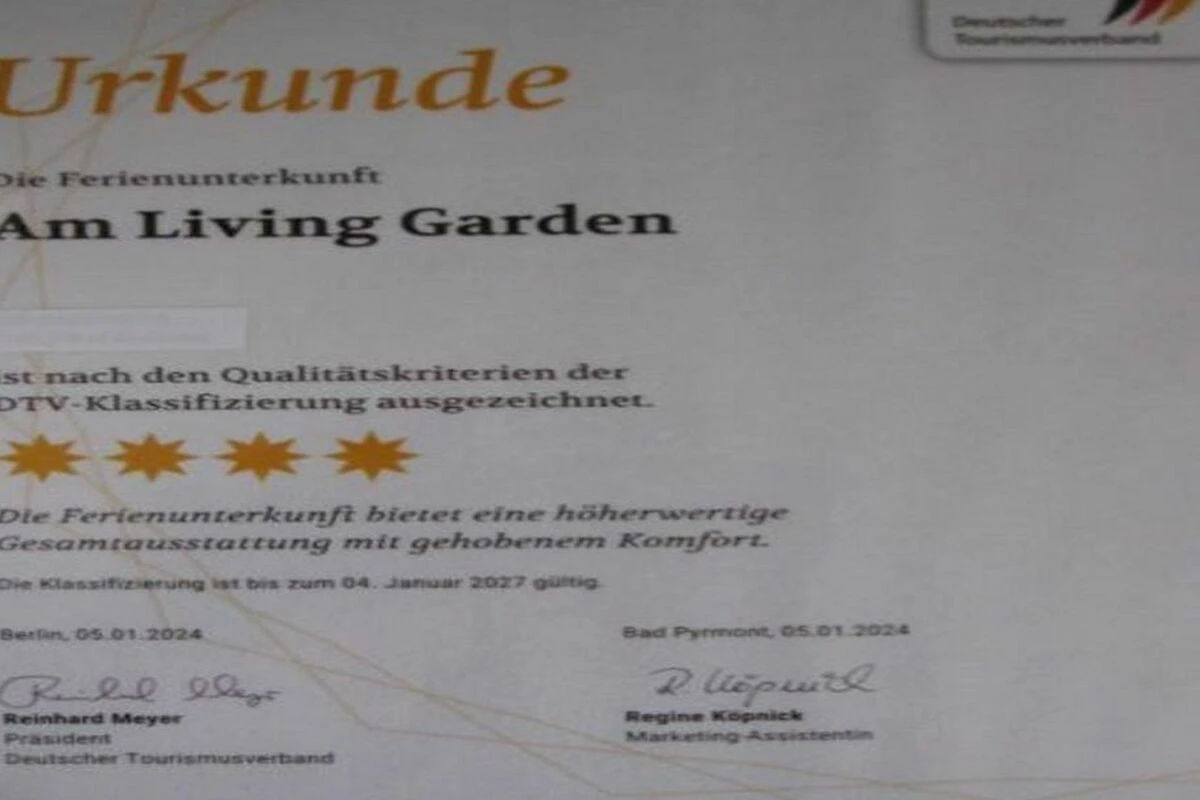 Deutscher
Tourismusverband
Urkunde
Die Ferienunterkunft
Am Living Garden
ist nach den Qualitätskriterien der
DTV-Klassifizierung ausgezeichnet.
Die Ferienunterkunft bietet eine höherwertige
Gesamtausstattung mit gehobenem Komfort.
Die Klassifizierung ist bis zum 04. Januar 2027 gültig.
Berlin, 05.01.2024
Bad Pyrmont, 05.01.2024
Reinhard Meyer
Präsident
Deutscher Tourismusverband
R. Köpnick
Regine Köpnick
Marketing-Assistentin